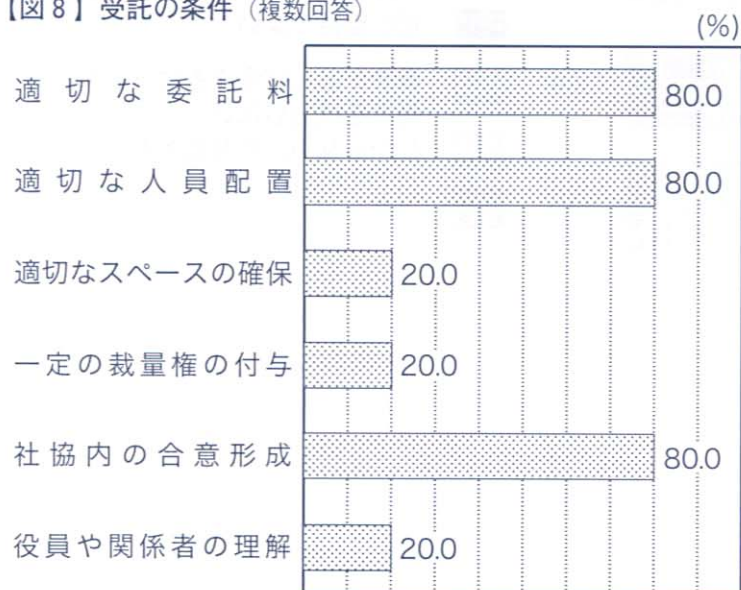 【図8】受託の条件（複数回答）
(%)
適切な委託料 80.0
適切な人員配置 80.0
適切なスペースの確保 20.0
一定の裁量権の付与 20.0
社協内の合意形成 80.0
役員や関係者の理解 20.0